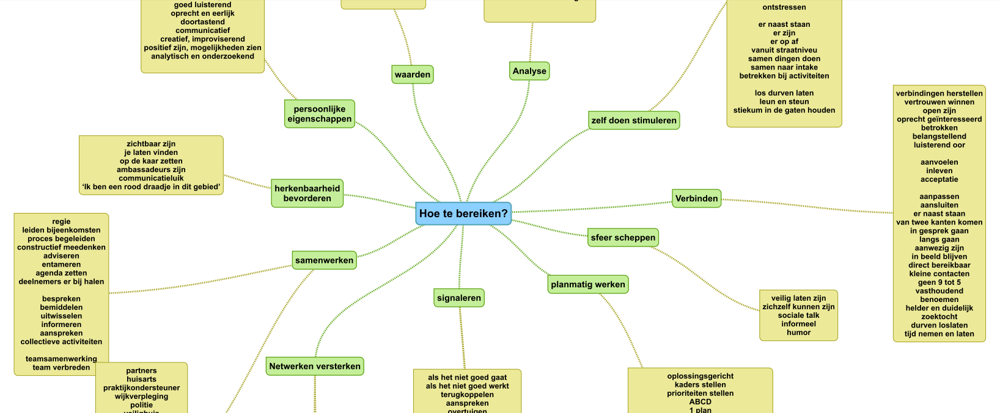 goed luisterend
oprecht en eerlijk
doortastend
communicatief
creatief, improviserend
positief zijn, mogelijkheden zien
analytisch en onderzoekend
ontstressen
er naast staan
er zijn
er op af
vanuit straatniveu
samen dingen doen
samen naar intake
betrekken bij activiteiten
los durven laten
leun en steun
stiekum in de gaten houden
waarden
Analyse
persoonlijke
eigenschappen
zelf doen stimuleren
verbindingen herstellen
vertrouwen winnen
open zijn
oprecht geïnteresseerd
betrokken
belangstellend
luisterend oor
aanvoelen
inleven
acceptatie
aanpassen
aansluiten
er naast staan
van twee kanten komen
in gesprek gaan
langs gaan
aanwezig zijn
in beeld blijven
direct bereikbaar
kleine contacten
geen 9 tot 5
vasthoudend
benoemen
helder en duidelijk
zoektocht
durven loslaten
tijd nemen en laten
zichtbaar zijn
je laten vinden
op de kaar zetten
ambassadeurs zijn
communicatieluik
‘Ik ben een rood draadje in dit gebied’
herkenbaarheid
bevorderen
Verbinden
Hoe te bereiken?
sfeer scheppen
regie
leiden bijeenkomsten
proces begeleiden
constructief meedenken
adviseren
entameren
agenda zetten
deelnemers er bij halen
bespreken
bemiddelen
uitwisselen
informeren
aanspreken
collectieve activiteiten
teamsamenwerking
team verbreden
samenwerken
planmatig werken
signaleren
veilig laten zijn
zichzelf kunnen zijn
sociale talk
informeel
humor
Netwerken versterken
partners
huisarts
praktijkondersteuner
wijkverpleging
politie
als het niet goed gaat
als het niet goed werkt
terugkoppelen
aanspreken
overtuigen
oplossingsgericht
kaders stellen
prioriteiten stellen
ABCD
1 plan